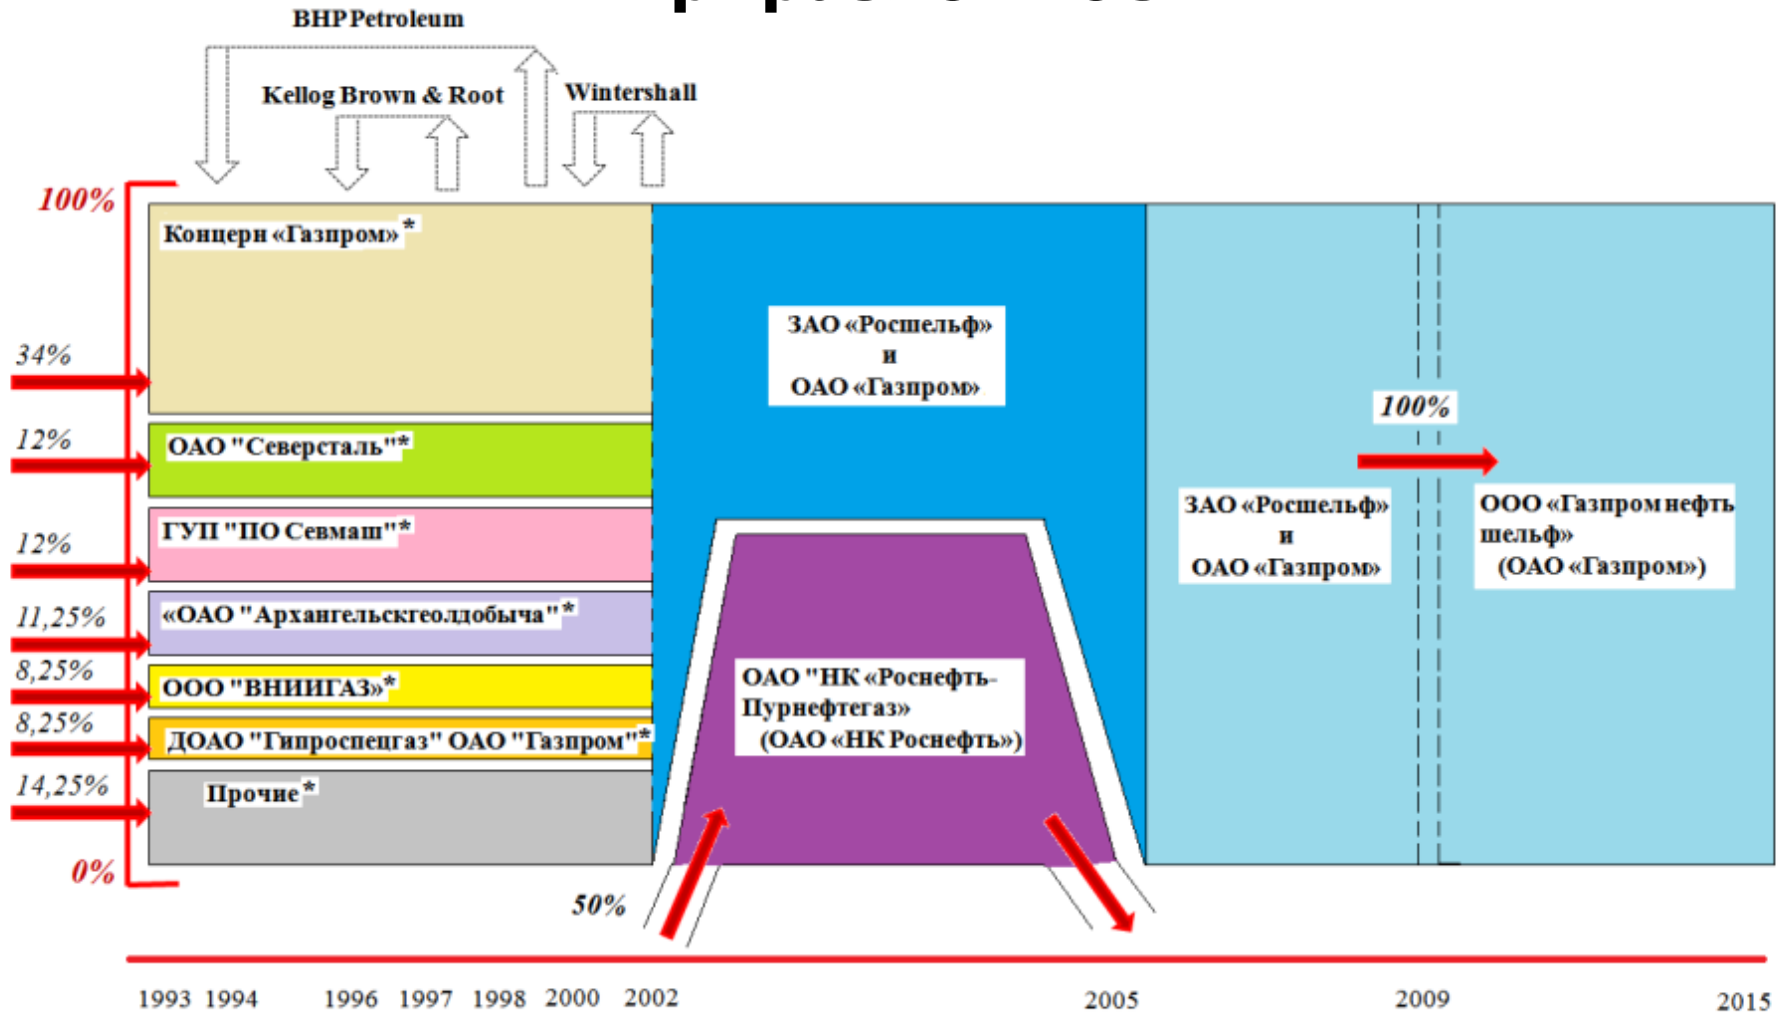 BHP Petroleum
Kellog Brown & Root
Wintershall
100%
Концерн «Газпром»*
34%
12%
ОАО "Северсталь"*
12%
ГУП "ПО Севмаш"*
11,25%
«ОАО "Архангельскгеолдобыча"*
8,25%
ООО "ВНИИГАЗ»*
8,25%
ДОАО "Гипроспецгаз" ОАО "Газпром"*
14,25%
Прочие*
0%
ЗАО «Росшельф»
и
ОАО «Газпром»
ОАО "НК «Роснефть-
Пурнефтегаз»
(ОАО «НК Роснефть»)
50%
100%
ЗАО «Росшельф»
и
ОАО «Газпром»
ООО «Газпром нефть
шельф»
(ОАО «Газпром»)
1993 1994 1996 1997 1998 2000 2002 2005 2009 2015